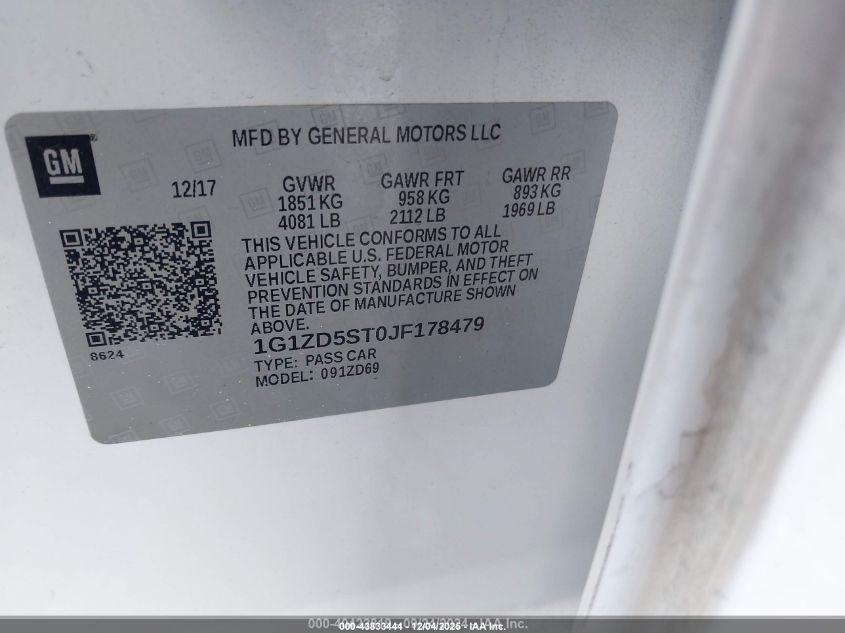 GM
MFD BY GENERAL MOTORS LLC
12/17
GVWR
1851 KG
4081 LB
GAWR FRT
958 KG
2112 LB
GAWR RR
893 KG
1969 LB
THIS VEHICLE CONFORMS TO ALL
APPLICABLE U.S. FEDERAL MOTOR
VEHICLE SAFETY, BUMPER, AND THEFT
PREVENTION STANDARDS IN EFFECT ON
THE DATE OF MANUFACTURE SHOWN
ABOVE.
8624
1G1ZD5ST0JF178479
TYPE: PASS CAR
MODEL: 091ZD69
000-43833444 - 12/04/2025 - IAA Inc.